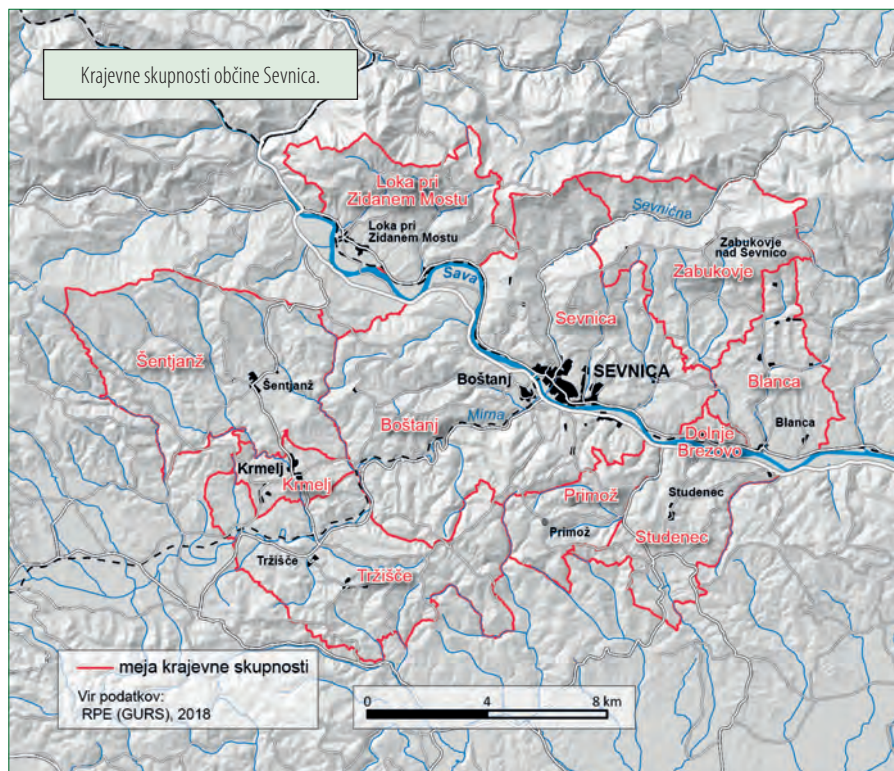 Krajevne skupnosti občine Sevnica.
Loka pri
Zidanem Mostu
Loka pri
Zidanem Mostu
Sevnična
Zabukovje
nad Sevnico
Zabukovje
Sava
Sevnica
Šentjanž
Šentjanž
Boštanj
SEVNICA
Blanca
Mirna
Boštanj
Dolnje
Brezovo
Blanca
Krmelj
Krmelj
Primož
Studenec
Primož
Studenec
Tržišče
Tržišče
meja krajevne skupnosti
Vir podatkov:
RPE (GURS), 2018
0 4 8 km